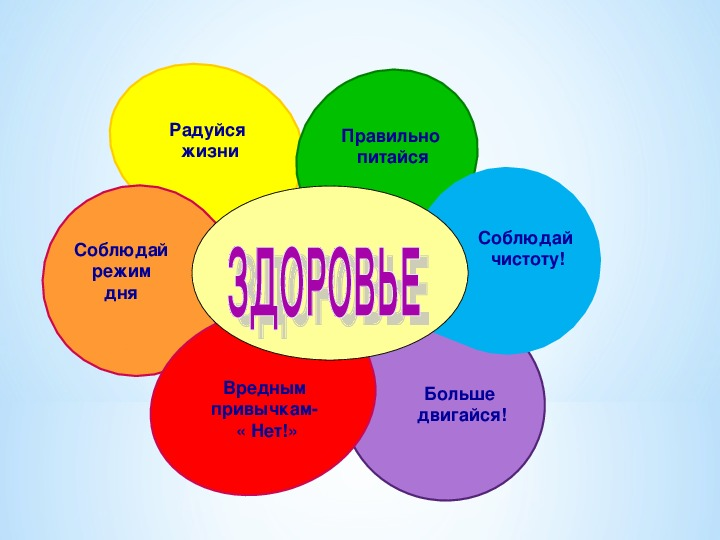 Радуйся
жизни
Правильно
питайся
Соблюдай
режим
дня
ЗДОРОВЬЕ
Соблюдай
чистоту!
Вредным
привычкам-
« Нет!»
Больше
двигайся!